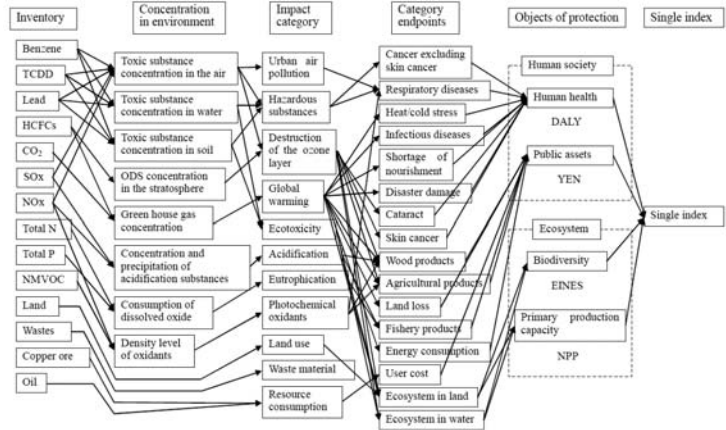 Inventory
Concentration
in environment
Impact
category
Category
endpoints
Objects of protection
Single index
Benzene
TCDD
Lead
HCFCs
CO₂
SOx
NOx
Total N
Total P
NMVOC
Land
Wastes
Copper ore
Oil
Toxic substance
concentration in the air
Toxic substance
concentration in water
Toxic substance
concentration in soil
ODS concentration
in the stratosphere
Green house gas
concentration
Concentration and
precipitation of
acidification substances
Consumption of
dissolved oxide
Density level
of oxidants
Urban air
pollution
Hazardous
substances
Destruction
of the ozone
layer
Global
warming
Ecotoxicity
Acidification
Eutrophication
Photochemical
oxidants
Land use
Waste material
Resource
consumption
Cancer excluding
skin cancer
Respiratory diseases
Heat/cold stress
Infectious diseases
Shortage of
nourishment
Disaster damage
Cataract
Skin cancer
Wood products
Agricultural products
Land loss
Fishery products
Energy consumption
User cost
Ecosystem in land
Ecosystem in water
Human society
Human health
DALY
Public assets
YEN
Ecosystem
Biodiversity
EINES
Primary production
capacity
NPP
Single index